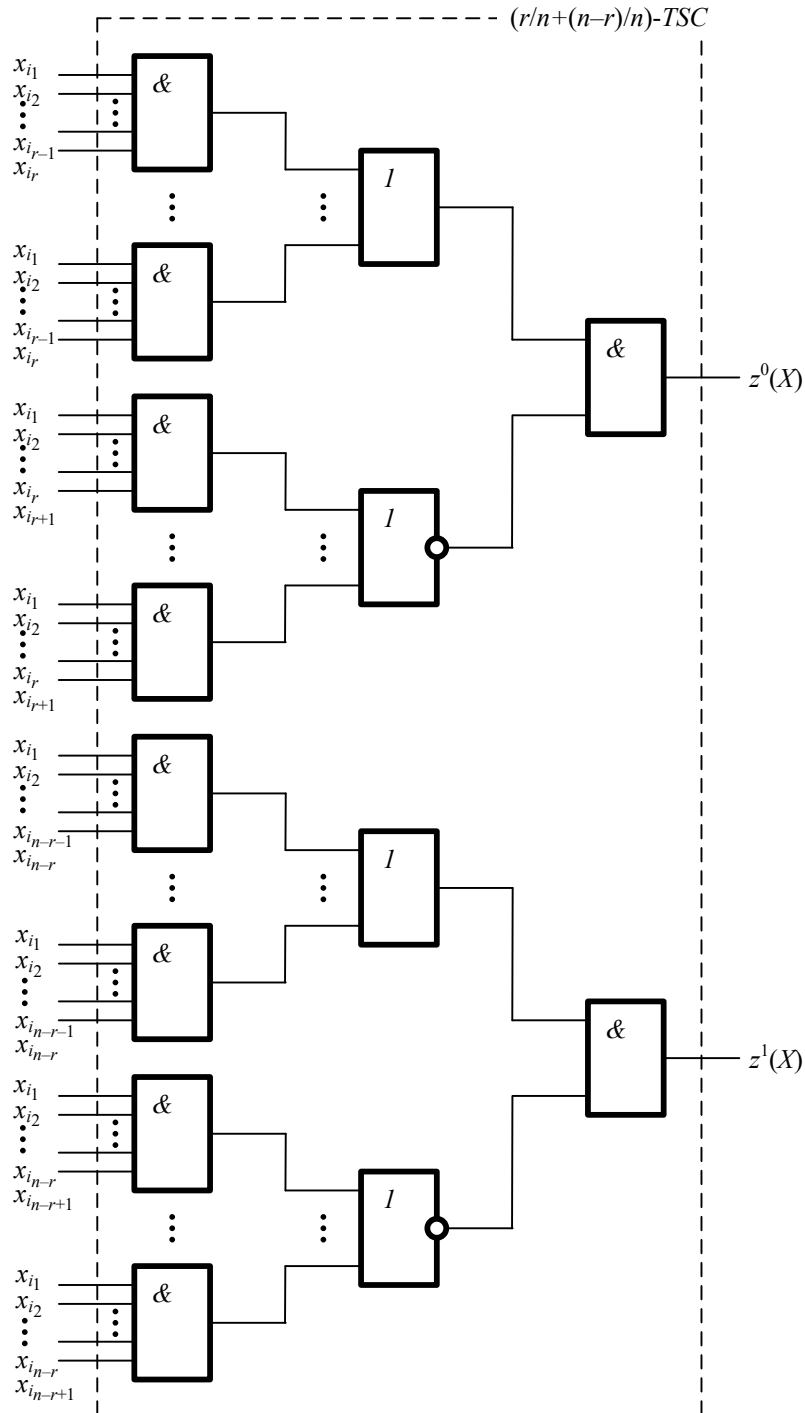 (r/n+(n–r)/n)-TSC
x_{i_1}
x_{i_2}
x_{i_{r–1}}
x_{i_r}
&
1
x_{i_1}
x_{i_2}
x_{i_{r–1}}
x_{i_r}
&
&
z^0(X)
x_{i_1}
x_{i_2}
x_{i_r}
x_{i_{r+1}}
&
1
x_{i_1}
x_{i_2}
x_{i_r}
x_{i_{r+1}}
&
x_{i_1}
x_{i_2}
x_{i_{n–r–1}}
x_{i_{n–r}}
&
1
x_{i_1}
x_{i_2}
x_{i_{n–r–1}}
x_{i_{n–r}}
&
&
z^1(X)
x_{i_1}
x_{i_2}
x_{i_{n–r}}
x_{i_{n–r+1}}
&
1
x_{i_1}
x_{i_2}
x_{i_{n–r}}
x_{i_{n–r+1}}
&